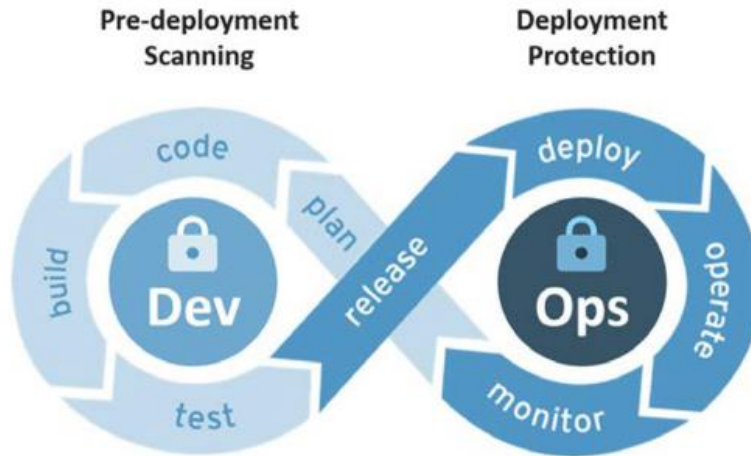 Pre-deployment
Scanning
Deployment
Protection
code
build
test
plan
Dev
release
deploy
operate
monitor
Ops